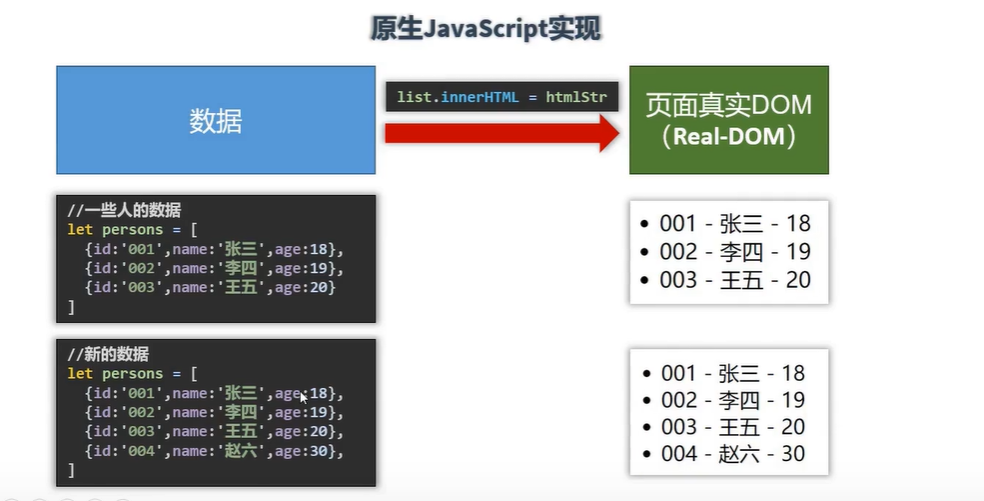 原生JavaScript实现
数据
list.innerHTML = htmlStr
页面真实DOM
（Real-DOM）
//一些人的数据
let persons = [
{id:'001',name:'张三',age:18},
{id:'002',name:'李四',age:19},
{id:'003',name:'王五',age:20}
]
• 001 - 张三 - 18
• 002 - 李四 - 19
• 003 - 王五 - 20
//新的数据
let persons = [
{id:'001',name:'张三',age:18},
{id:'002',name:'李四',age:19},
{id:'003',name:'王五',age:20},
{id:'004',name:'赵六',age:30},
]
• 001 - 张三 - 18
• 002 - 李四 - 19
• 003 - 王五 - 20
• 004 - 赵六 - 30